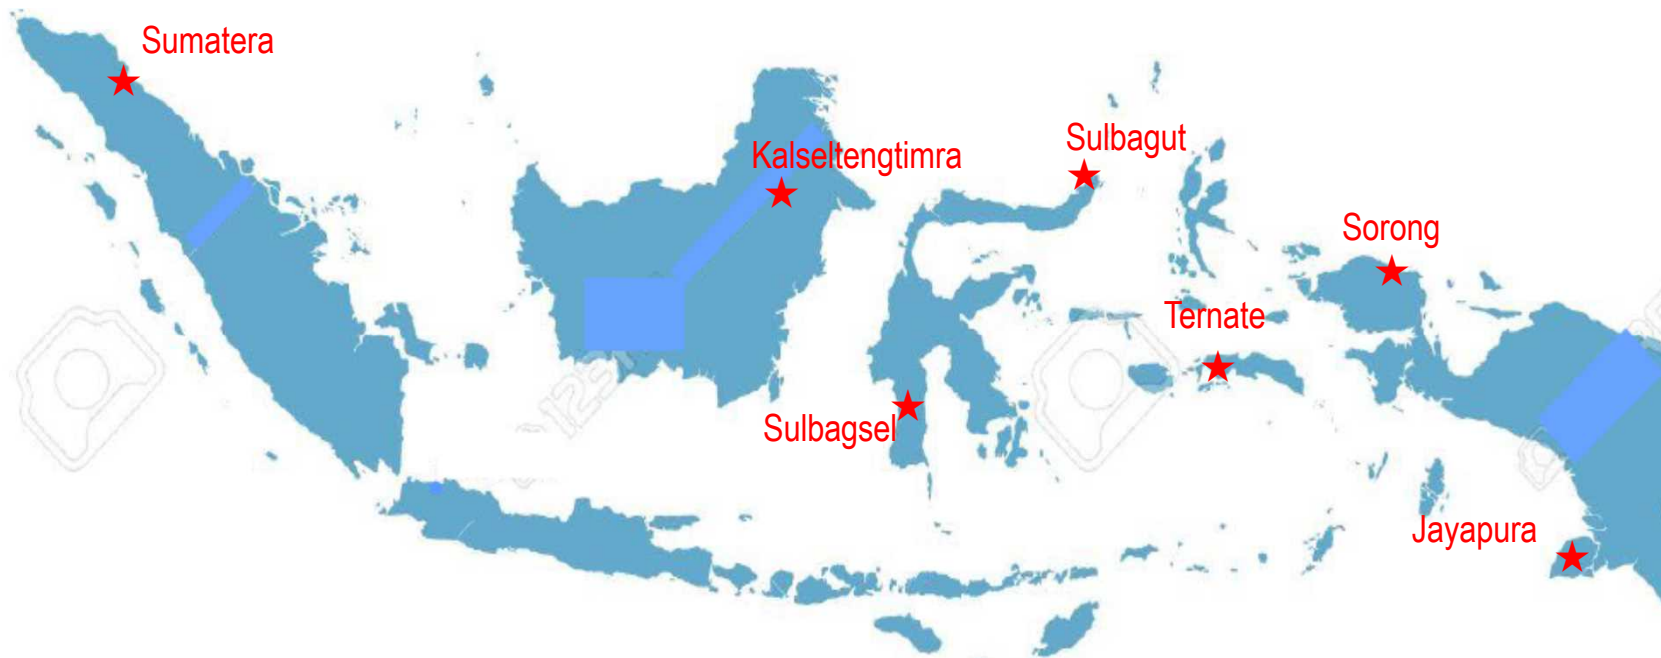 Sumatera
Sulbagut
Kalseltengtimra
Sorong
Ternate
Sulbagsel
Jayapura